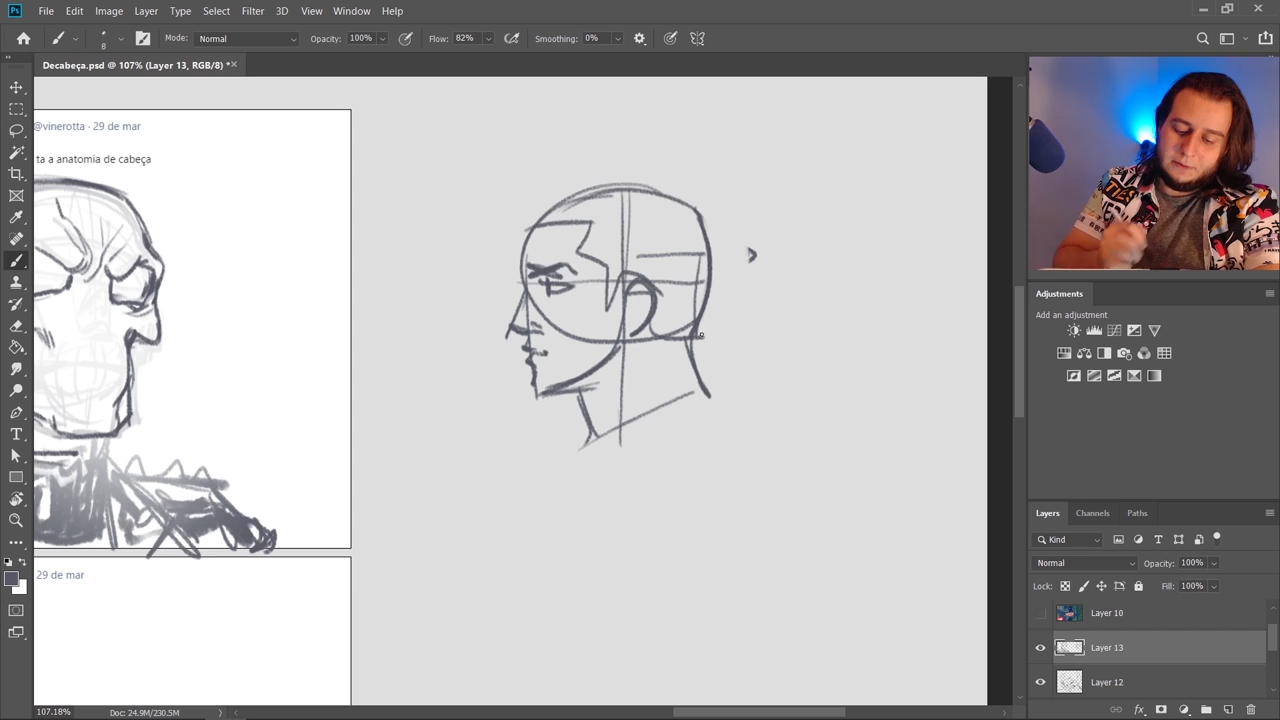 Ps File Edit Image Layer Type Select Filter 3D View Window Help
8 Mode: Normal Opacity: 100% Flow: 82% Smoothing: 0%
Decabeça.psd @ 107% (Layer 13, RGB/8) *
@vinerotta · 29 de mar
ta a anatomia de cabeça
29 de mar
Adjustments
Add an adjustment
Layers Channels Paths
Kind
Normal Opacity: 100%
Lock: Fill: 100%
Layer 10
Layer 13
Layer 12
107.18% Doc: 24.9M/230.5M